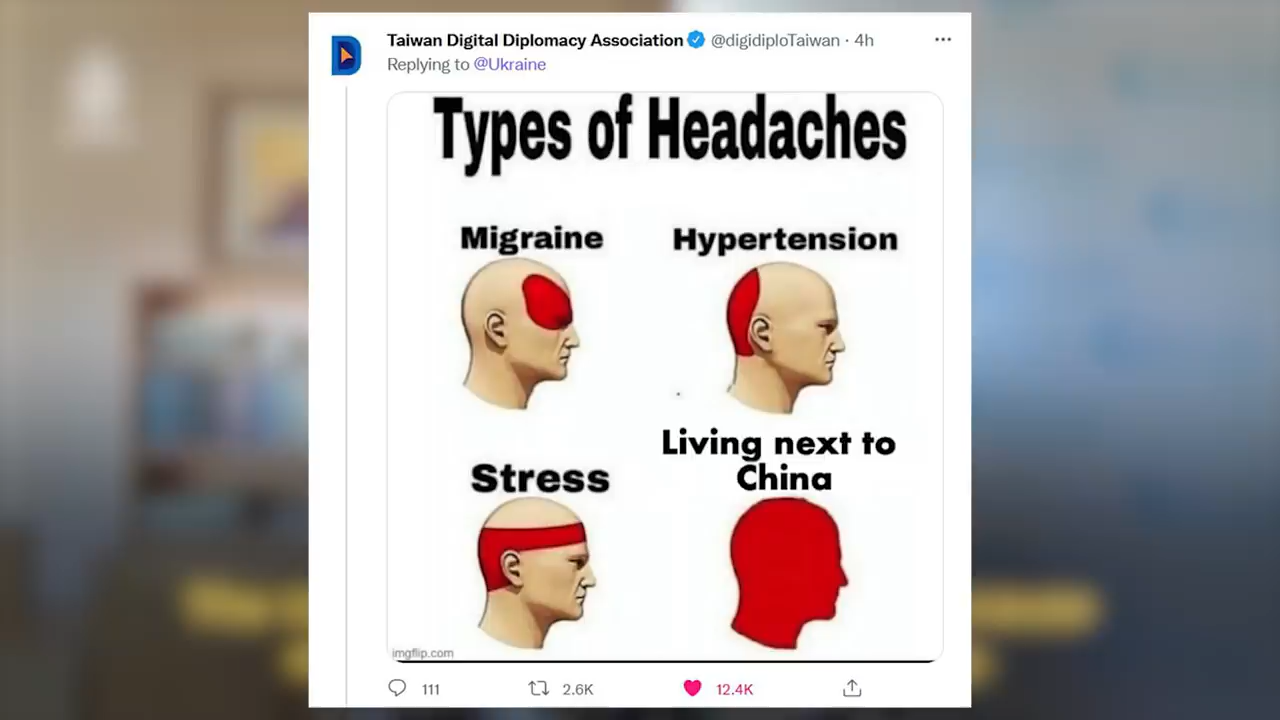 Taiwan Digital Diplomacy Association @digidiploTaiwan · 4h
Replying to @Ukraine
Types of Headaches
Migraine
Hypertension
Stress
Living next to
China
imgflip.com
111
2.6K
12.4K